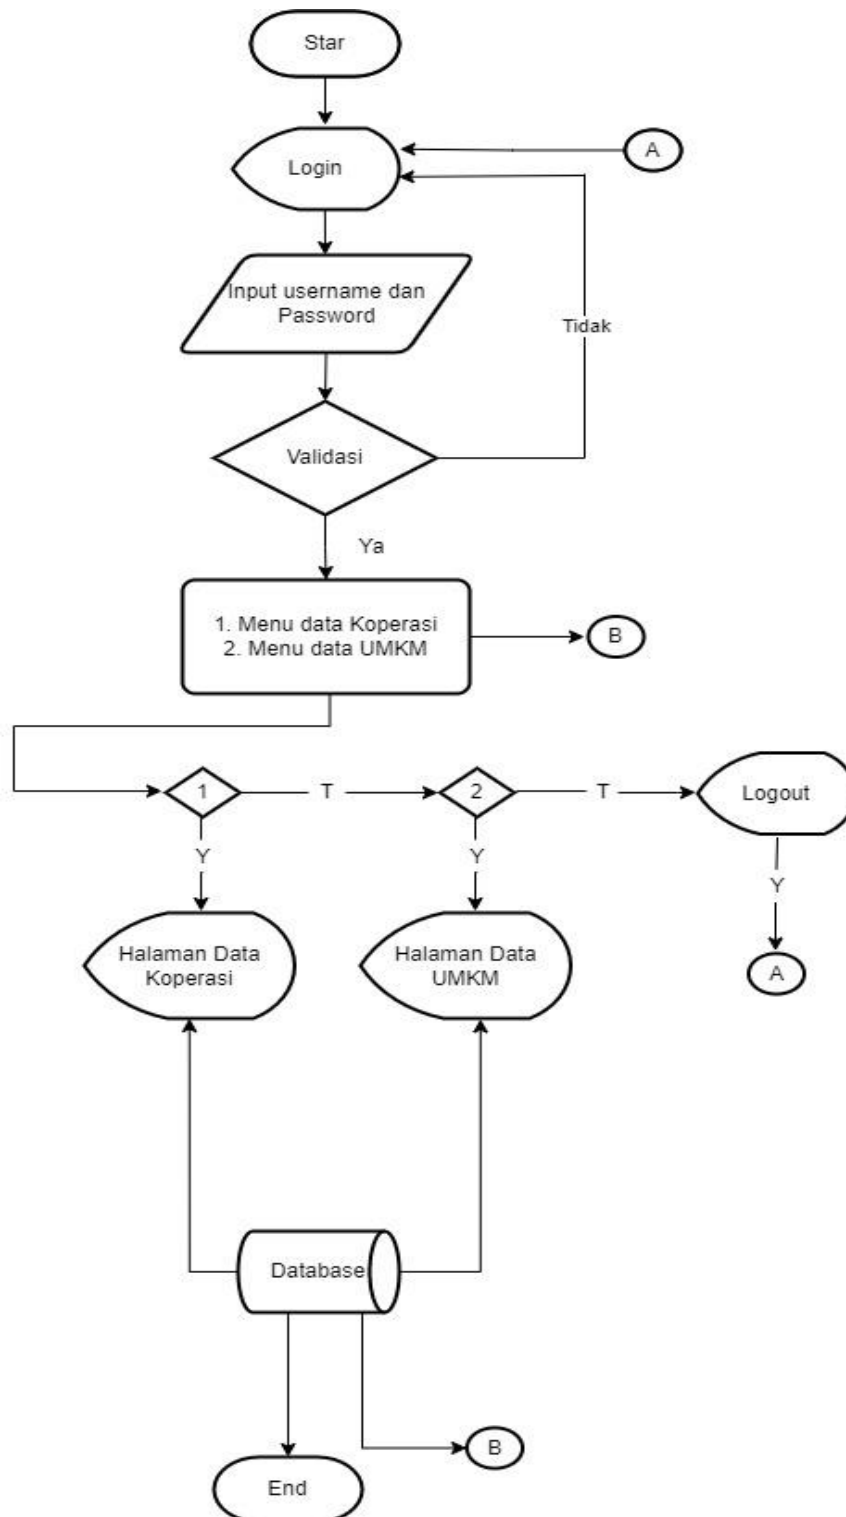 Star
Login
A
Input username dan
Password
Tidak
Validasi
Ya
1. Menu data Koperasi
2. Menu data UMKM
B
1
T
2
T
Logout
Y
Y
Y
Halaman Data
Koperasi
Halaman Data
UMKM
A
Database
B
End